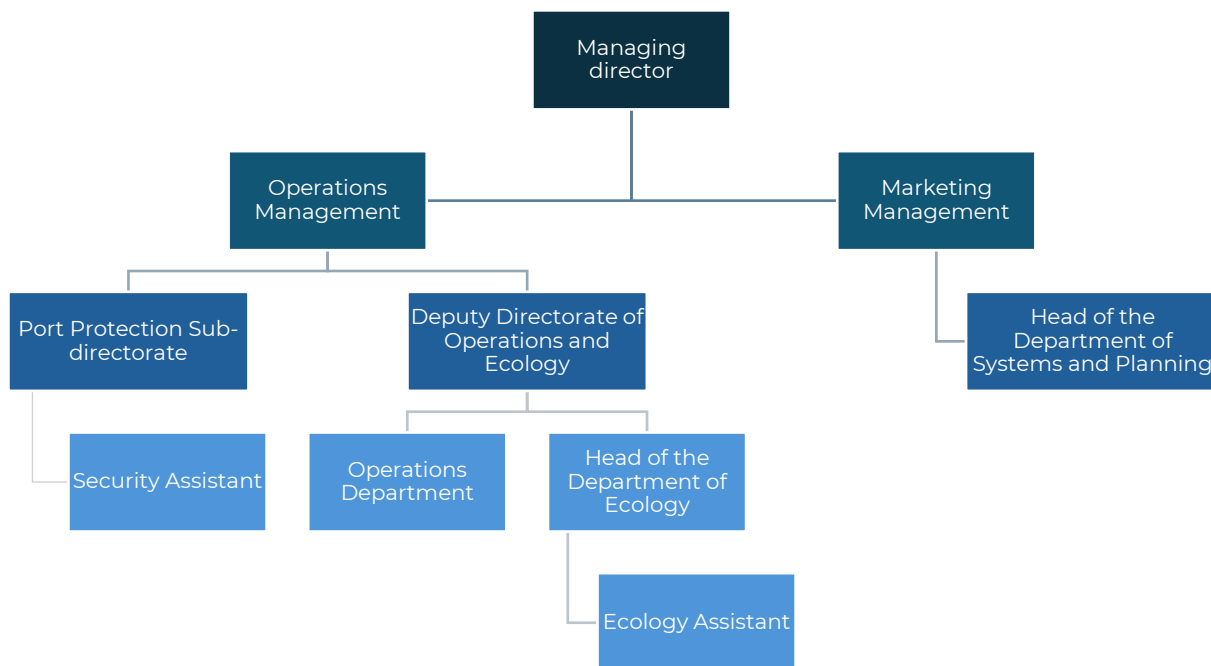 Managing
director
Operations
Management
Marketing
Management
Port Protection Sub-
directorate
Deputy Directorate of
Operations and
Ecology
Head of the
Department of
Systems and Planning
Security Assistant
Operations
Department
Head of the
Department of
Ecology
Ecology Assistant